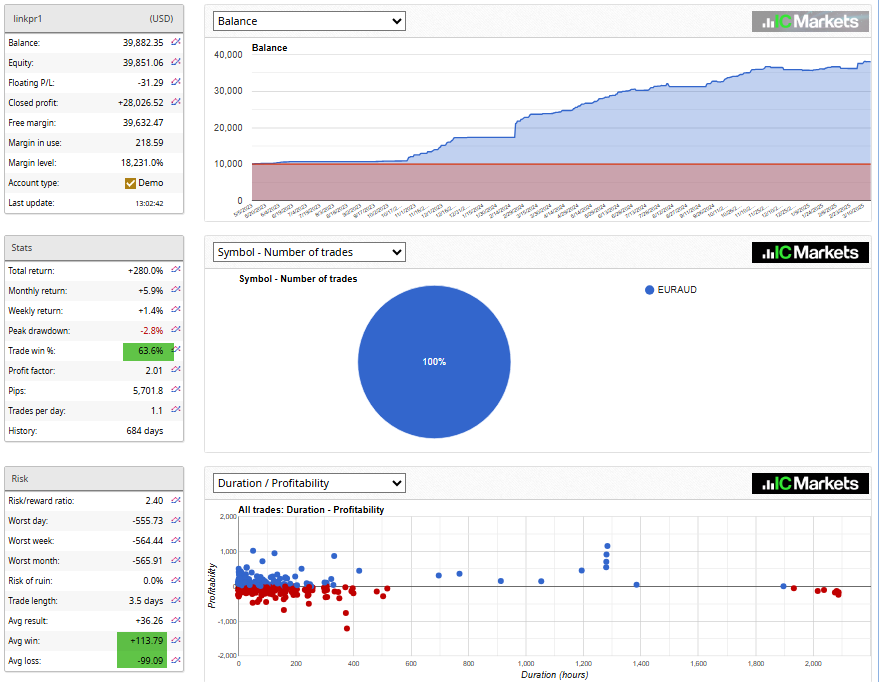 linkpr1 (USD)
Balance: 39,882.35
Equity: 39,851.06
Floating P/L: -31.29
Closed profit: +28,026.52
Free margin: 39,632.47
Margin in use: 218.59
Margin level: 18,231.0%
Account type: Demo
Last update: 13:02:42
Balance
IC Markets
Balance
40,000
30,000
20,000
10,000
0
Stats
Total return: +280.0%
Monthly return: +5.9%
Weekly return: +1.4%
Peak drawdown: -2.8%
Trade win %: 63.6%
Profit factor: 2.01
Pips: 5,701.8
Trades per day: 1.1
History: 684 days
Symbol - Number of trades
IC Markets
Symbol - Number of trades
EURAUD
100%
Risk
Risk/reward ratio: 2.40
Worst day: -555.73
Worst week: -564.44
Worst month: -565.91
Risk of ruin: 0.0%
Trade length: 3.5 days
Avg result: +36.26
Avg win: +113.79
Avg loss: -99.09
Duration / Profitability
IC Markets
All trades: Duration - Profitability
Profitability
2,000
1,000
0
-1,000
-2,000
0 200 400 600 800 1,000 1,200 1,400 1,600 1,800 2,000
Duration (hours)